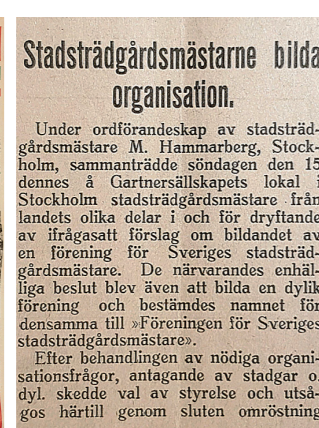 Stadsträdgårdsmästarne bilda
organisation.
Under ordförandeskap av stadsträd-
gårdsmästare M. Hammarberg, Stock-
holm, sammanträdde söndagen den 15
dennes å Gartnersällskapets lokal i
Stockholm stadsträdgårdsmästare från
landets olika delar i och för dryftande
av ifrågasatt förslag om bildandet av
en förening för Sveriges stadsträd-
gårdsmästare. De närvarandes enhäl-
liga beslut blev även att bilda en dylik
förening och bestämdes namnet för
densamma till »Föreningen för Sveriges
stadsträdgårdsmästare».
Efter behandlingen av nödiga organi-
sationsfrågor, antagande av stadgar o.
dyl. skedde val av styrelse och utså-
gos härtill genom sluten omröstning